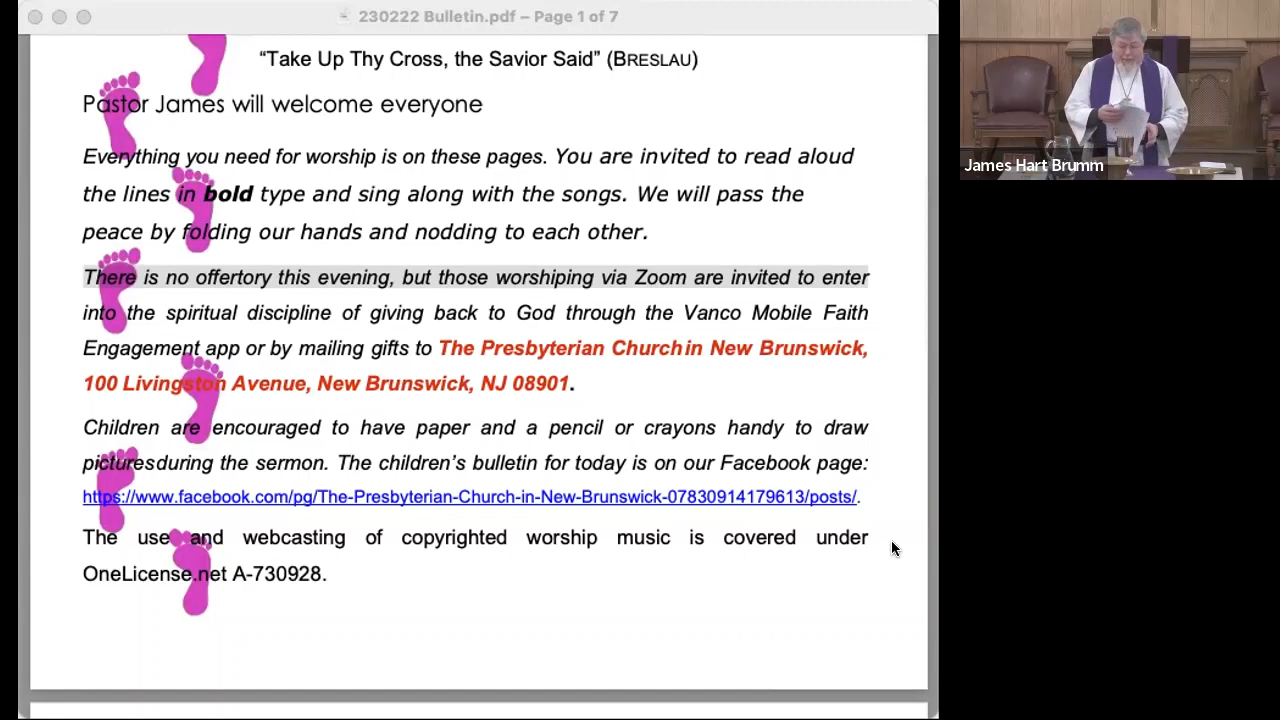 230222 Bulletin.pdf – Page 1 of 7
“Take Up Thy Cross, the Savior Said” (BRESLAU)
Pastor James will welcome everyone
Everything you need for worship is on these pages. You are invited to read aloud
the lines in bold type and sing along with the songs. We will pass the
peace by folding our hands and nodding to each other.
There is no offertory this evening, but those worshiping via Zoom are invited to enter
into the spiritual discipline of giving back to God through the Vanco Mobile Faith
Engagement app or by mailing gifts to The Presbyterian Church in New Brunswick,
100 Livingston Avenue, New Brunswick, NJ 08901.
Children are encouraged to have paper and a pencil or crayons handy to draw
pictures during the sermon. The children’s bulletin for today is on our Facebook page:
https://www.facebook.com/pg/The-Presbyterian-Church-in-New-Brunswick-07830914179613/posts/.
The use and webcasting of copyrighted worship music is covered under
OneLicense.net A-730928.
James Hart Brumm